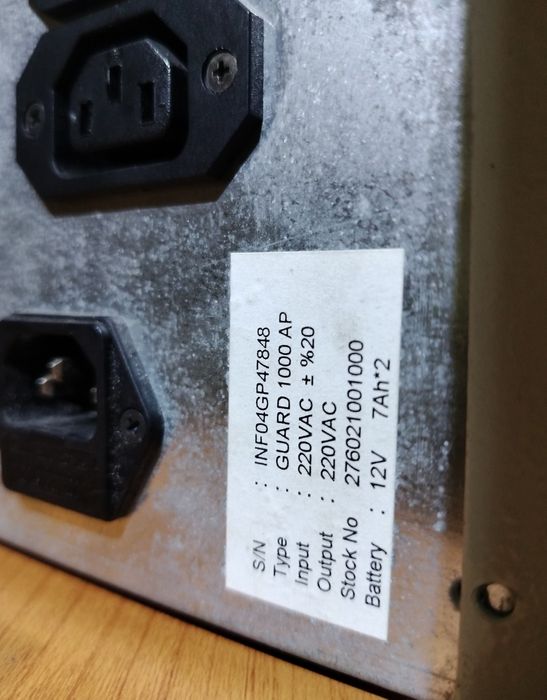 S/N : INF04GP47848
Type : GUARD 1000 AP
Input : 220VAC ± %20
Output : 220VAC
Stock No 276021001000
Battery : 12V 7Ah*2